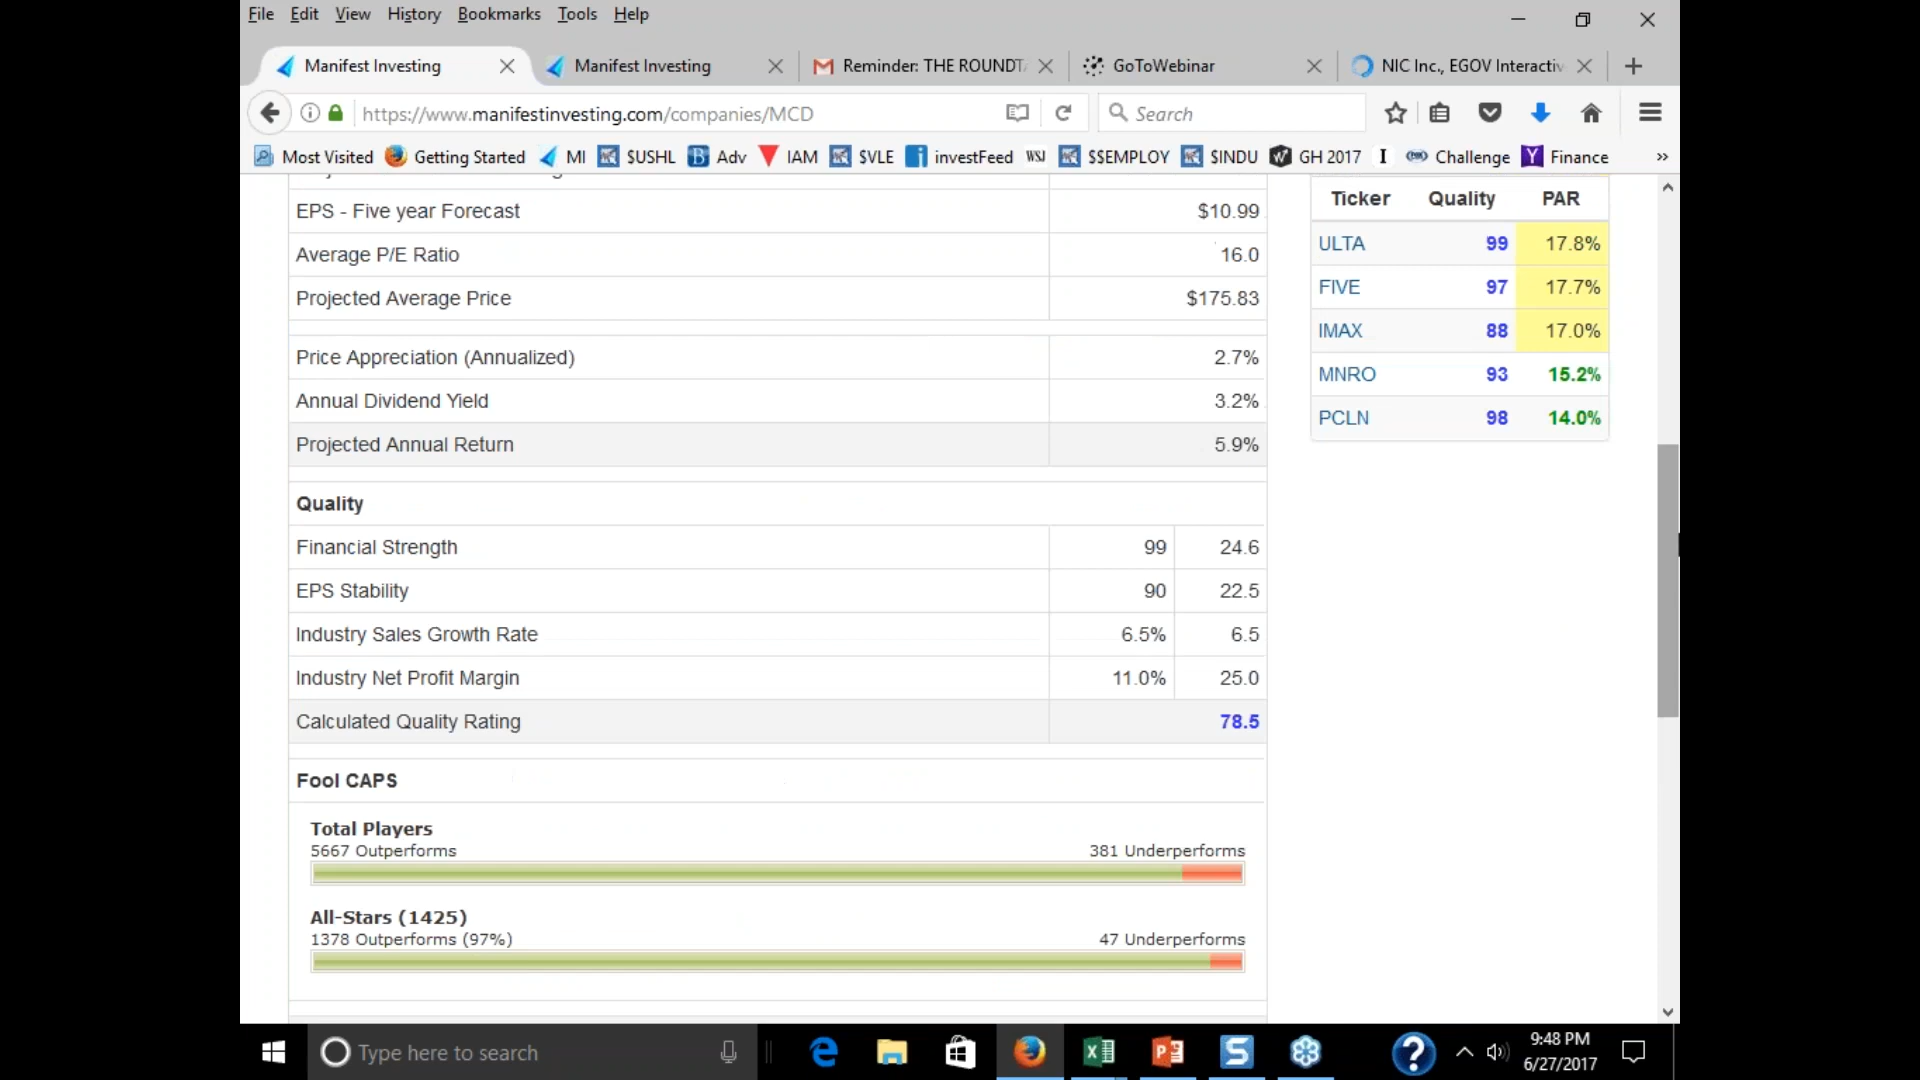 File Edit View History Bookmarks Tools Help
Manifest Investing
Manifest Investing
Reminder: THE ROUNDT
GoToWebinar
NIC Inc., EGOV Interactiv
https://www.manifestinvesting.com/companies/MCD
Search
Most Visited Getting Started MI $USHL Adv IAM $VLE investFeed WSJ $$EMPLOY $INDU GH 2017 I Challenge Finance »
EPS - Five year Forecast $10.99
Average P/E Ratio 16.0
Projected Average Price $175.83
Price Appreciation (Annualized) 2.7%
Annual Dividend Yield 3.2%
Projected Annual Return 5.9%
Quality
Financial Strength 99 24.6
EPS Stability 90 22.5
Industry Sales Growth Rate 6.5% 6.5
Industry Net Profit Margin 11.0% 25.0
Calculated Quality Rating 78.5
Fool CAPS
Total Players
5667 Outperforms 381 Underperforms
All-Stars (1425)
1378 Outperforms (97%) 47 Underperforms
Ticker Quality PAR
ULTA 99 17.8%
FIVE 97 17.7%
IMAX 88 17.0%
MNRO 93 15.2%
PCLN 98 14.0%
Type here to search
9:48 PM
6/27/2017